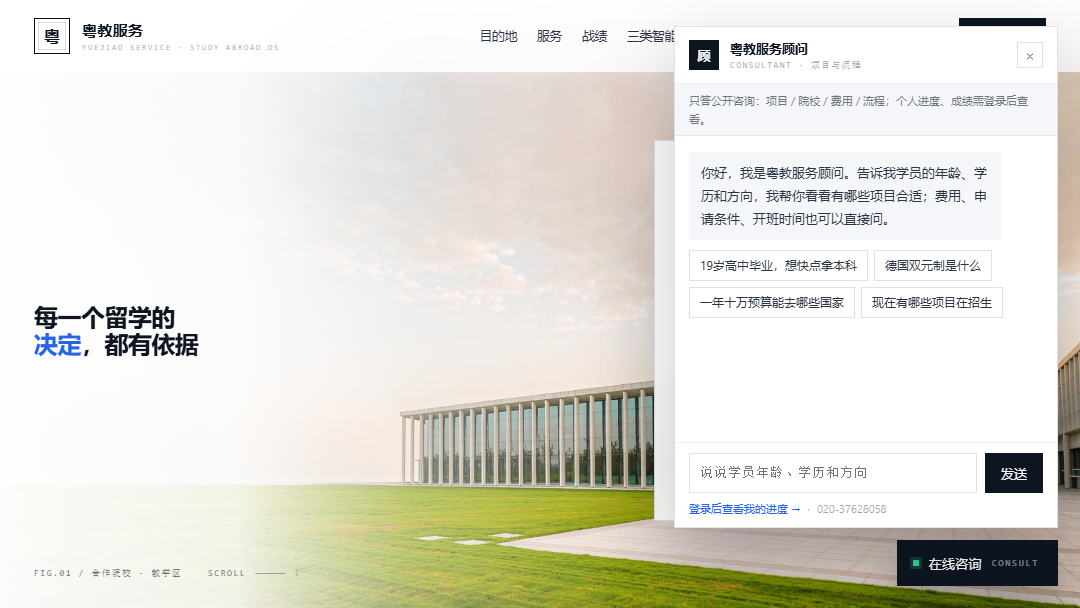 粤 粤教服务
YUEJIAO SERVICE · STUDY ABROAD OS
目的地 服务 战绩 三类智能
每一个留学的
决定，都有依据
FIG.01 / 合作院校 · 教学区 SCROLL
顾 粤教服务顾问
CONSULTANT · 项目与流程
×
只答公开咨询：项目 / 院校 / 费用 / 流程；个人进度、成绩需登录后查
看。
你好，我是粤教服务顾问。告诉我学员的年龄、学
历和方向，我帮你看看有哪些项目合适；费用、申
请条件、开班时间也可以直接问。
19岁高中毕业，想快点拿本科 德国双元制是什么
一年十万预算能去哪些国家 现在有哪些项目在招生
说说学员年龄、学历和方向 发送
登录后查看我的进度 → · 020-37628058
在线咨询 CONSULT